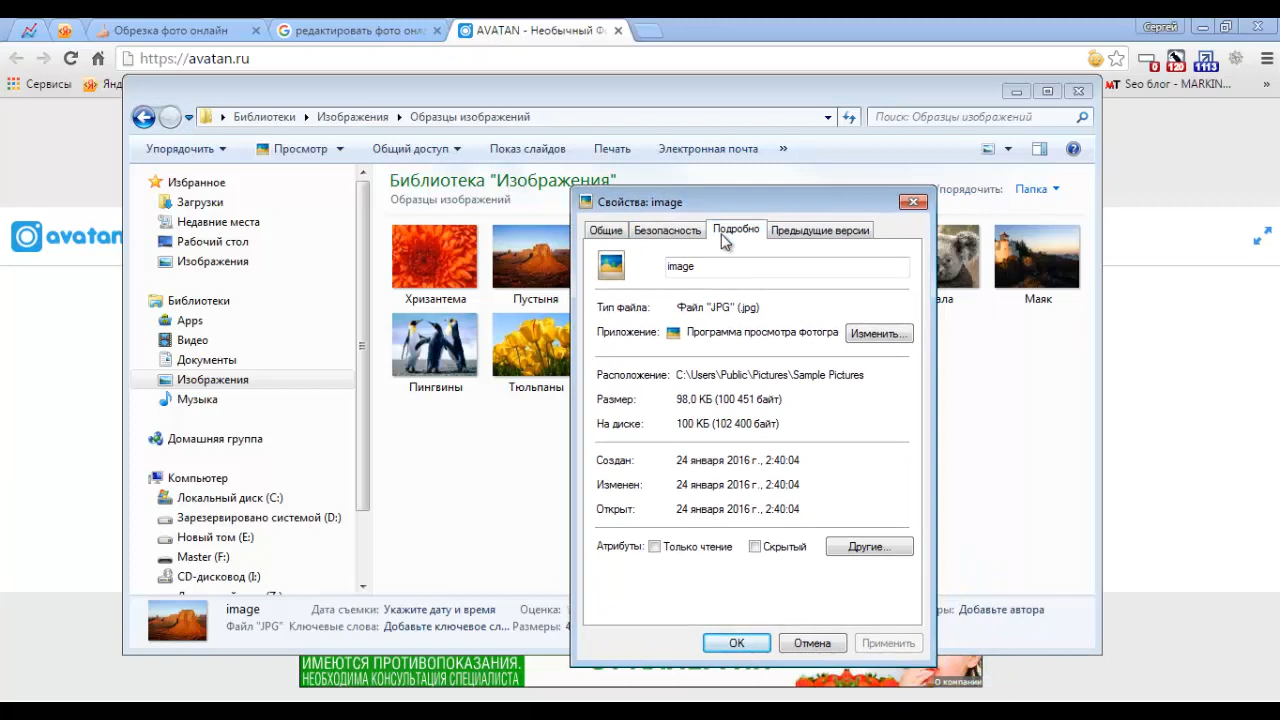 Обрезка фото онлайн
редактировать фото онл
AVATAN - Необычный Ф
Сергей
https://avatan.ru
0
120
1113
Сервисы
Янд
Seo блог - MARKIN...
»
avatan
Библиотеки
Изображения
Образцы изображений
Поиск: Образцы изображений
Упорядочить
Просмотр
Общий доступ
Показ слайдов
Печать
Электронная почта
»
Избранное
Загрузки
Недавние места
Рабочий стол
Изображения
Библиотеки
Apps
Видео
Документы
Изображения
Музыка
Домашняя группа
Компьютер
Локальный диск (C:)
Зарезервировано системой (D:)
Новый том (E:)
Master (F:)
CD-дисковод (I:)
Библиотека "Изображения"
Образцы изображений
порядочить:
Папка
Хризантема
Пустыня
ала
Маяк
Пингвины
Тюльпаны
Свойства: image
Общие
Безопасность
Подробно
Предыдущие версии
image
Тип файла: Файл "JPG" (.jpg)
Приложение: Программа просмотра фотогра
Изменить...
Расположение: C:\Users\Public\Pictures\Sample Pictures
Размер: 98,0 КБ (100 451 байт)
На диске: 100 КБ (102 400 байт)
Создан: 24 января 2016 г., 2:40:04
Изменен: 24 января 2016 г., 2:40:04
Открыт: 24 января 2016 г., 2:40:04
Атрибуты: Только чтение Скрытый
Другие...
OK
Отмена
Применить
image Дата съемки: Укажите дату и время Оценка:
ры: Добавьте автора
Файл "JPG" Ключевые слова: Добавьте ключевое сл... Размеры: 4
ИМЕЮТСЯ ПРОТИВОПОКАЗАНИЯ.
НЕОБХОДИМА КОНСУЛЬТАЦИЯ СПЕЦИАЛИСТА
О компании